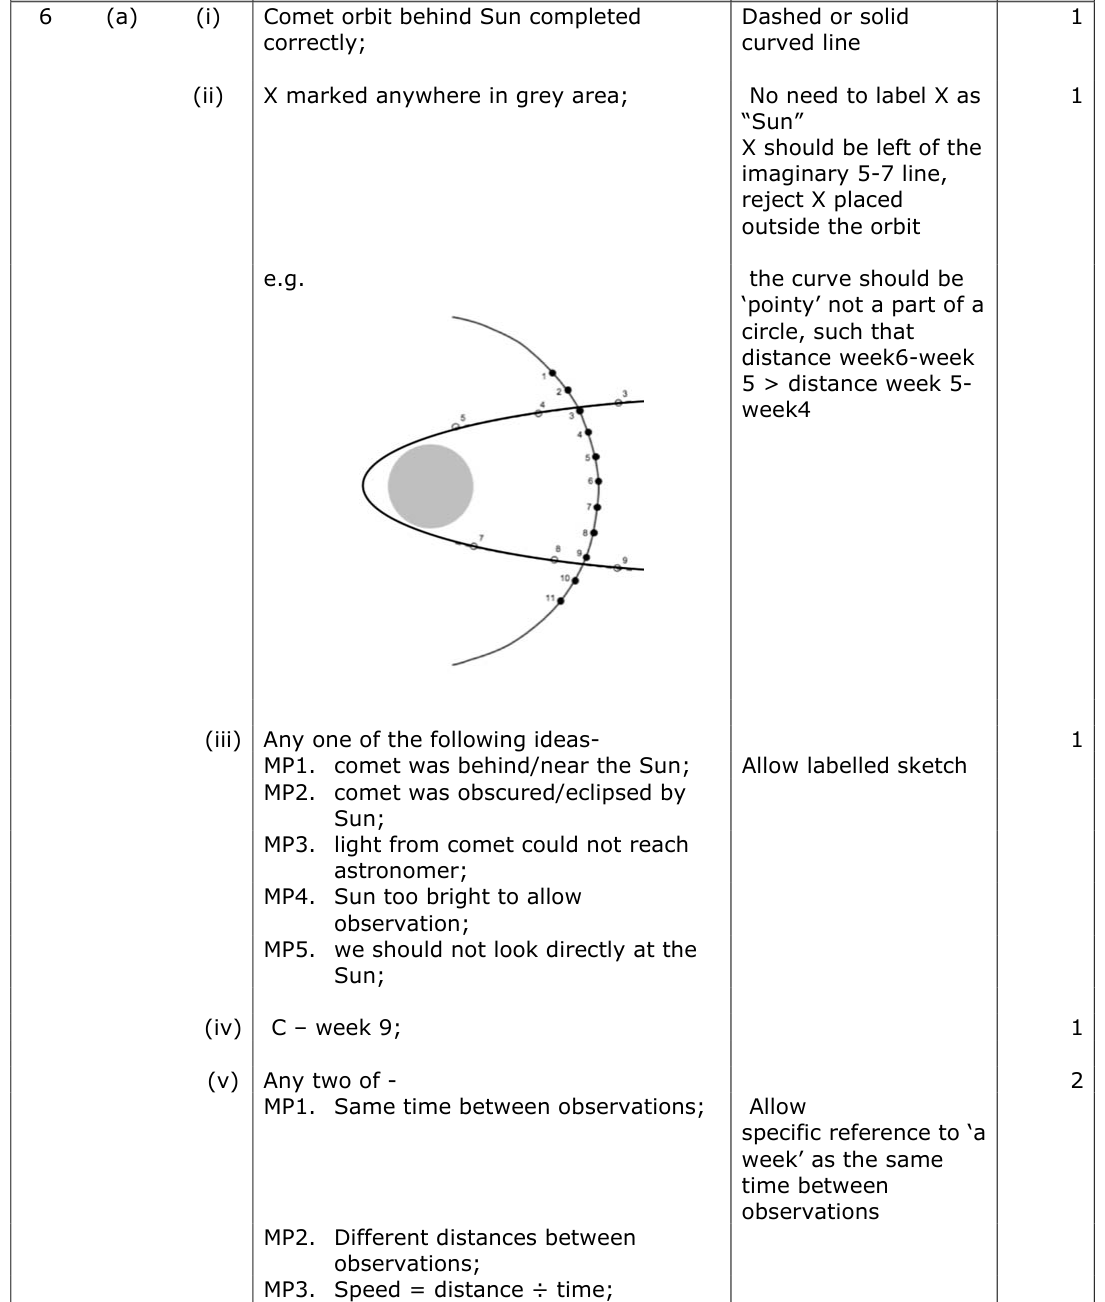 6 (a) (i) Comet orbit behind Sun completed Dashed or solid 1
correctly; curved line
(ii) X marked anywhere in grey area; No need to label X as 1
“Sun”
X should be left of the
imaginary 5-7 line,
reject X placed
outside the orbit
e.g. the curve should be
‘pointy’ not a part of a
circle, such that
distance week6-week
5 > distance week 5-
week4
1
2
3
4
3
5
4
5
6
7
8
7
8
9
9
10
11
(iii) Any one of the following ideas- 1
MP1. comet was behind/near the Sun; Allow labelled sketch
MP2. comet was obscured/eclipsed by
Sun;
MP3. light from comet could not reach
astronomer;
MP4. Sun too bright to allow
observation;
MP5. we should not look directly at the
Sun;
(iv) C – week 9; 1
(v) Any two of - 2
MP1. Same time between observations; Allow
specific reference to ‘a
week’ as the same
time between
observations
MP2. Different distances between
observations;
MP3. Speed = distance ÷ time;